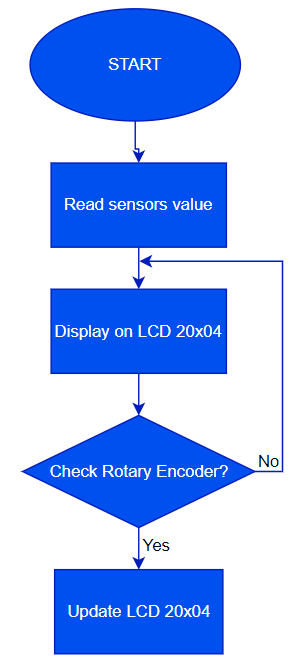 START
Read sensors value
Display on LCD 20x04
Check Rotary Encoder?
No
Yes
Update LCD 20x04